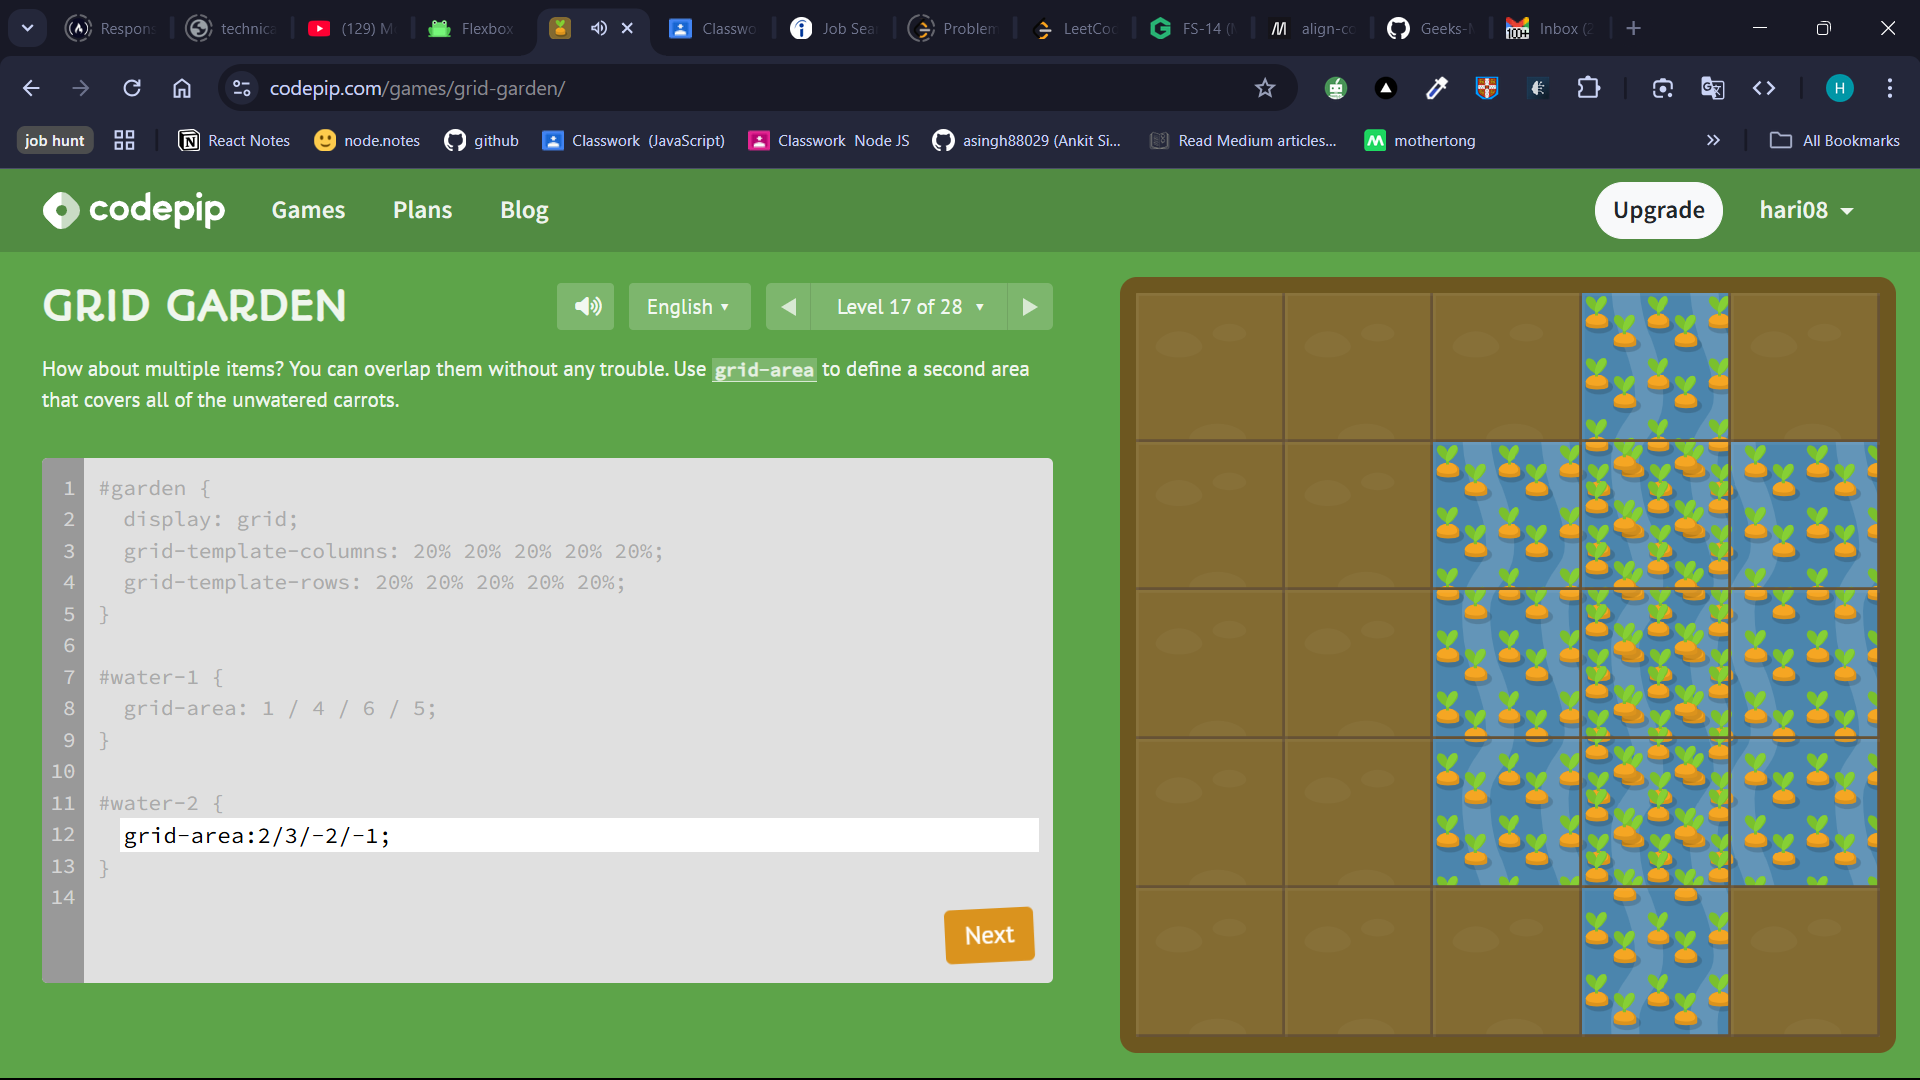 Respon
technica
(129) M
Flexbox
Classwo
Job Sea
Problem
LeetCo
FS-14 (
align-co
Geeks-
100+
Inbox (2
codepip.com/games/grid-garden/
H
job hunt
React Notes
node.notes
github
Classwork (JavaScript)
Classwork Node JS
asingh88029 (Ankit Si...
Read Medium articles...
mothertong
All Bookmarks
codepip
Games
Plans
Blog
Upgrade
hari08
GRID GARDEN
English
Level 17 of 28
How about multiple items? You can overlap them without any trouble. Use grid-area to define a second area
that covers all of the unwatered carrots.
1 #garden {
2 display: grid;
3 grid-template-columns: 20% 20% 20% 20% 20%;
4 grid-template-rows: 20% 20% 20% 20% 20%;
5 }
6
7 #water-1 {
8 grid-area: 1 / 4 / 6 / 5;
9 }
10
11 #water-2 {
12 grid-area:2/3/-2/-1;
13 }
14
Next